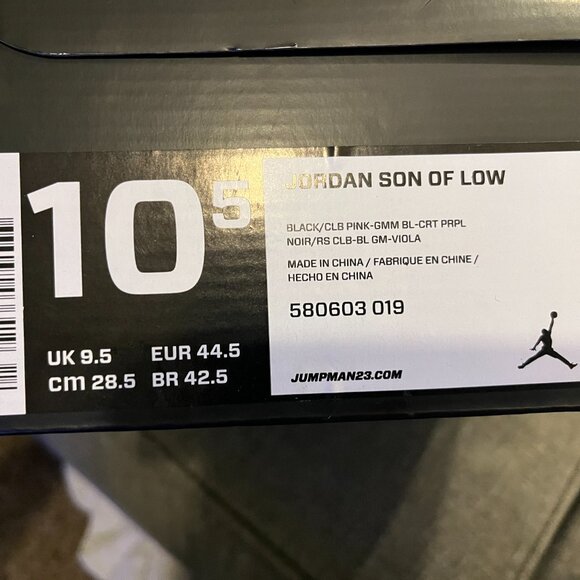 10⁵
UK 9.5 EUR 44.5
cm 28.5 BR 42.5
JORDAN SON OF LOW
BLACK/CLB PINK-GMM BL-CRT PRPL
NOIR/RS CLB-BL GM-VIOLA
MADE IN CHINA / FABRIQUE EN CHINE /
HECHO EN CHINA
580603 019
JUMPMAN23.COM